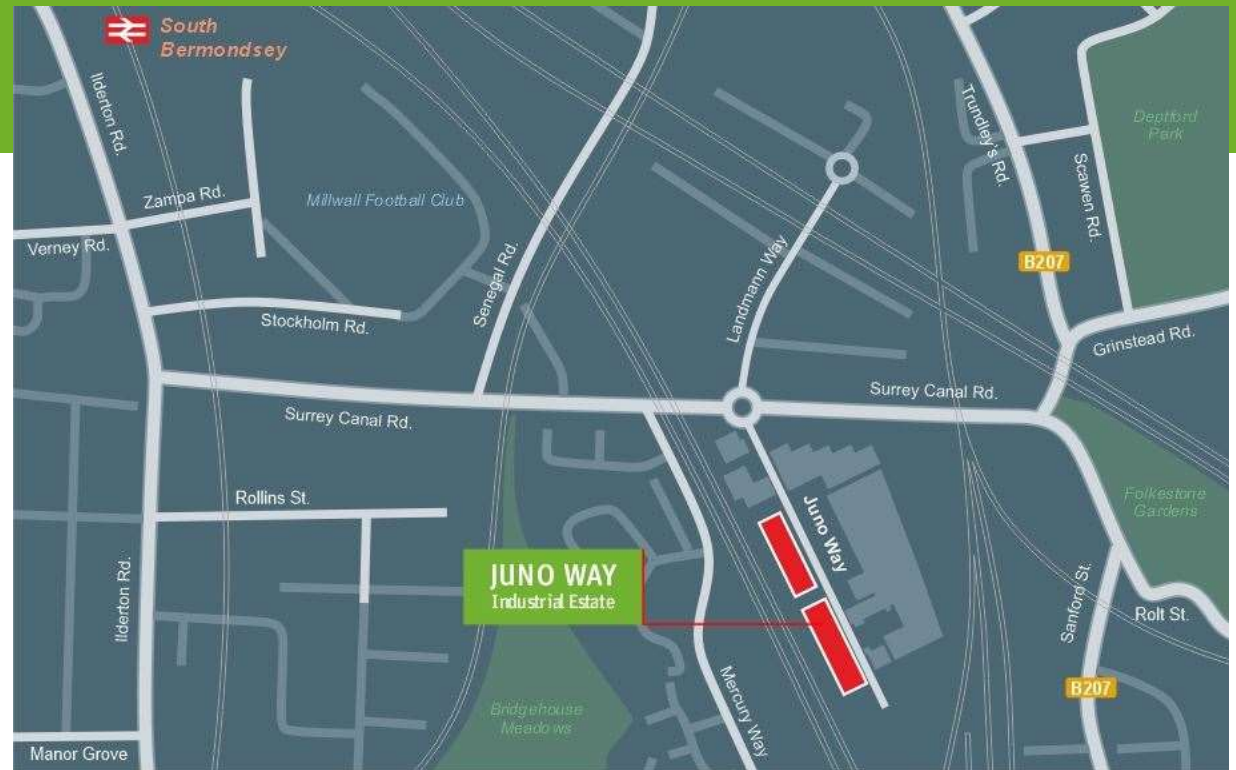 South
Bermondsey
Ilderton Rd.
Zampa Rd.
Verney Rd.
Millwall Football Club
Stockholm Rd.
Senegal Rd.
Landmann Way
Trundley's Rd.
Scawen Rd.
Deptford
Park
B207
Grinstead Rd.
Surrey Canal Rd.
Surrey Canal Rd.
Rollins St.
Ilderton Rd.
JUNO WAY
Industrial Estate
Juno Way
Folkestone
Gardens
Sanford St.
Rolt St.
B207
Mercury Way
Bridgehouse
Meadows
Manor Grove